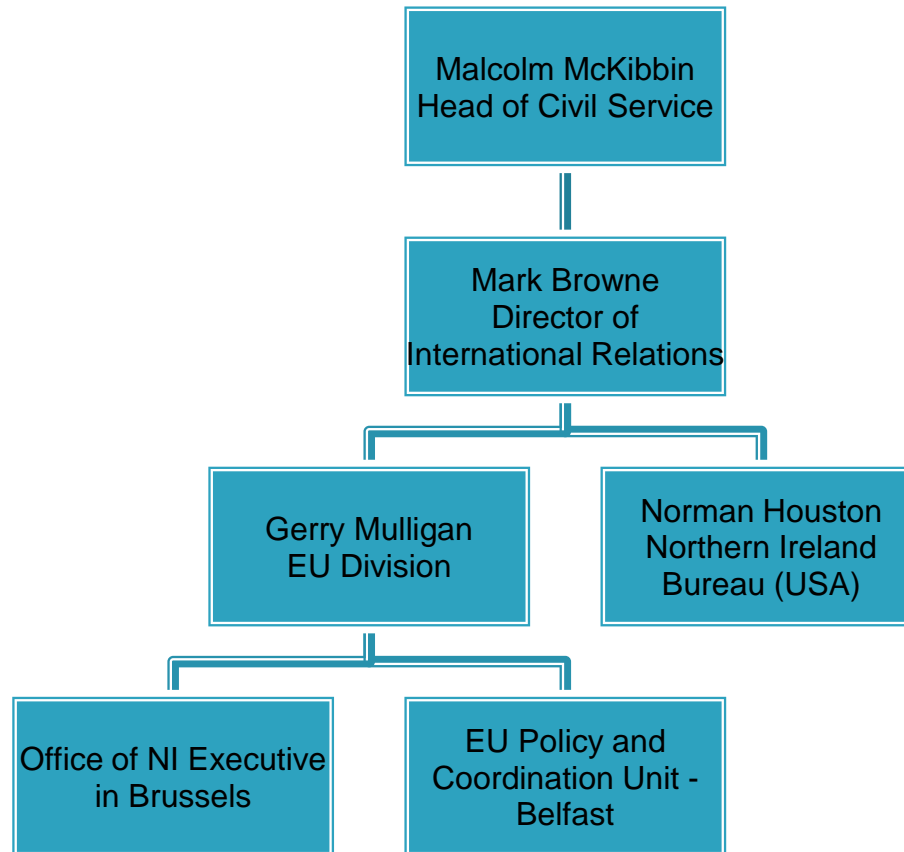 Malcolm McKibbin
Head of Civil Service
Mark Browne
Director of
International Relations
Gerry Mulligan
EU Division
Norman Houston
Northern Ireland
Bureau (USA)
Office of NI Executive
in Brussels
EU Policy and
Coordination Unit -
Belfast